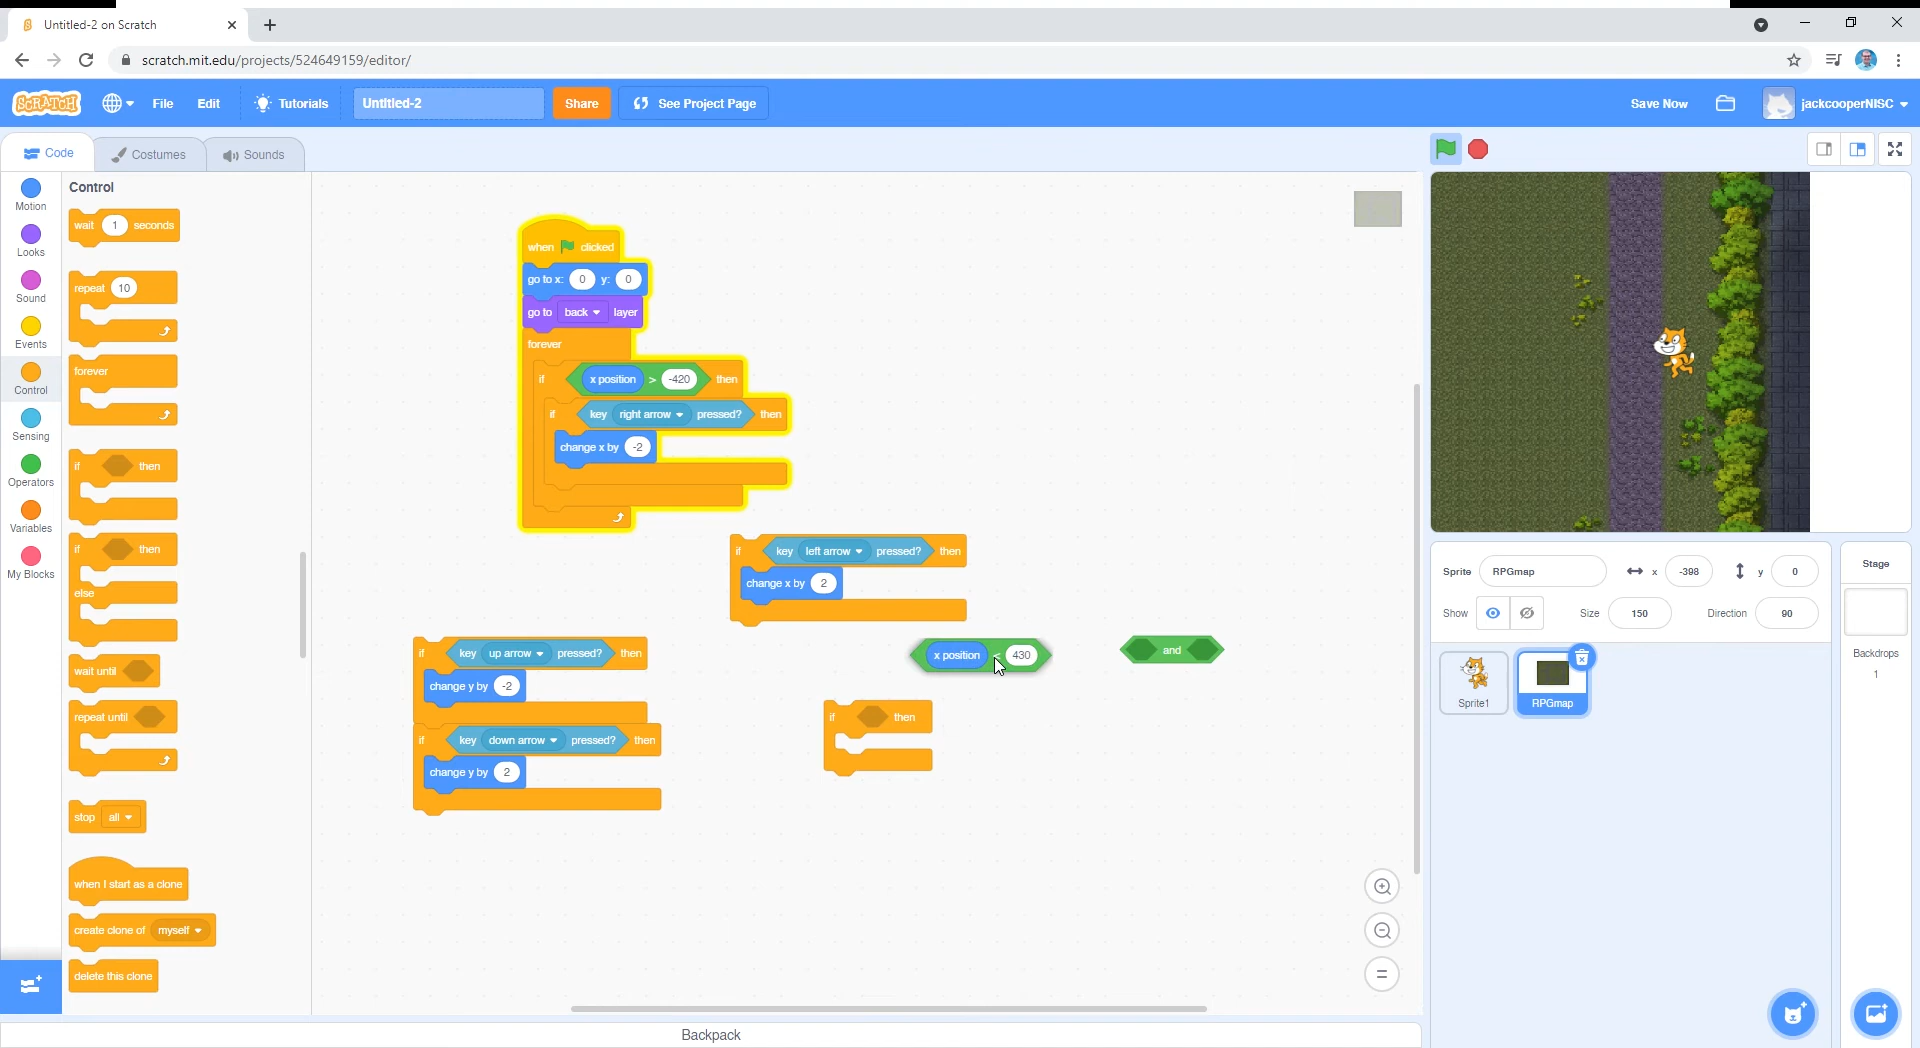 Untitled-2 on Scratch
scratch.mit.edu/projects/524649159/editor/
SCRATCH
File
Edit
Tutorials
Untitled-2
Share
See Project Page
Save Now
jackcooperNISC
Code
Costumes
Sounds
Motion
Looks
Sound
Events
Control
Sensing
Operators
Variables
My Blocks
Control
wait 1 seconds
repeat 10
forever
if then
if then
else
wait until
repeat until
stop all
when I start as a clone
create clone of myself
delete this clone
when clicked
go to x: 0 y: 0
go to back layer
forever
if x position > -420 then
if key right arrow pressed? then
change x by -2
if key left arrow pressed? then
change x by 2
if key up arrow pressed? then
change y by -2
if key down arrow pressed? then
change y by 2
x position < 430
and
if then
Backpack
Sprite RPGmap x -398 y 0
Show Size 150 Direction 90
Sprite1
RPGmap
Stage
Backdrops
1